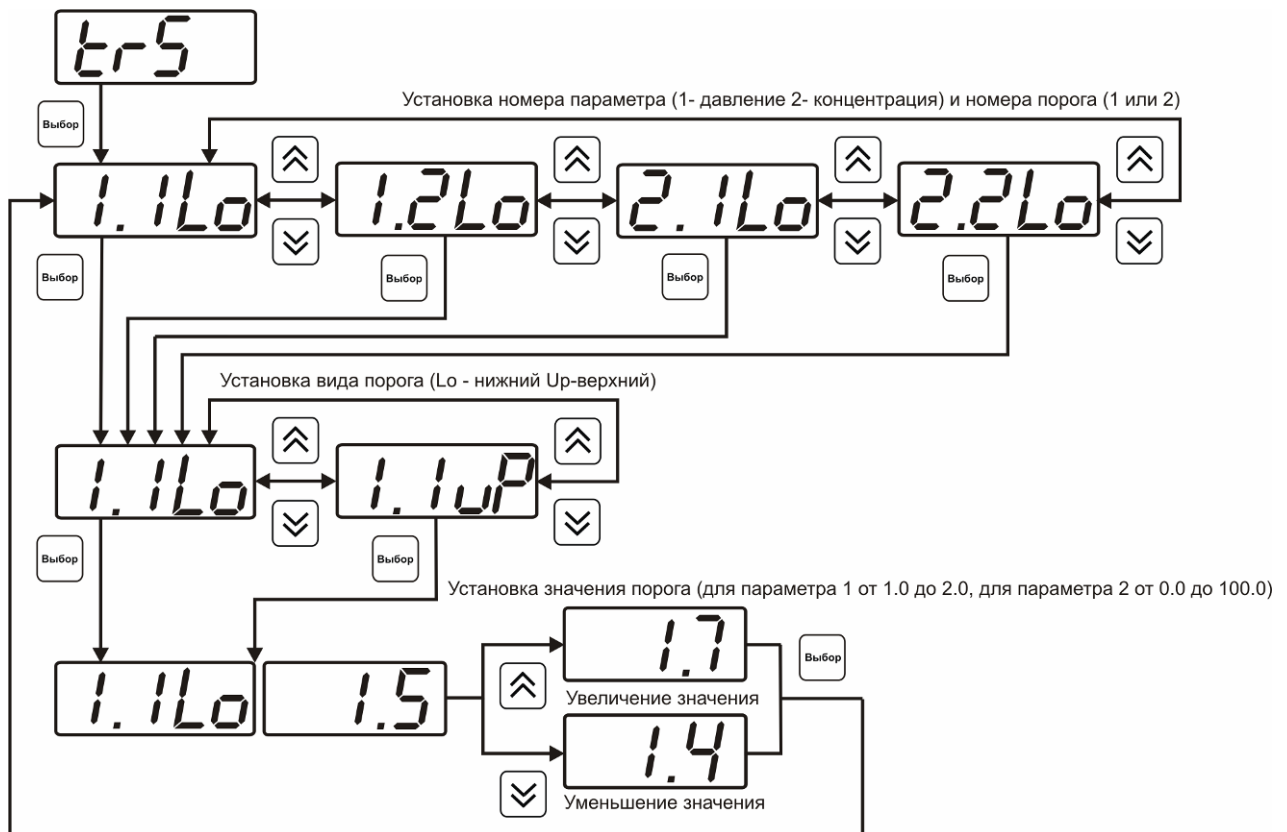 trS
Выбор
Установка номера параметра (1- давление 2- концентрация) и номера порога (1 или 2)
1.1Lo
1.2Lo
2.1Lo
2.2Lo
Выбор
Выбор
Выбор
Выбор
Установка вида порога (Lo - нижний Up-верхний)
1.1Lo
1.1uP
Выбор
Выбор
Установка значения порога (для параметра 1 от 1.0 до 2.0, для параметра 2 от 0.0 до 100.0)
1.1Lo
1.5
1.7
Выбор
Увеличение значения
1.4
Уменьшение значения